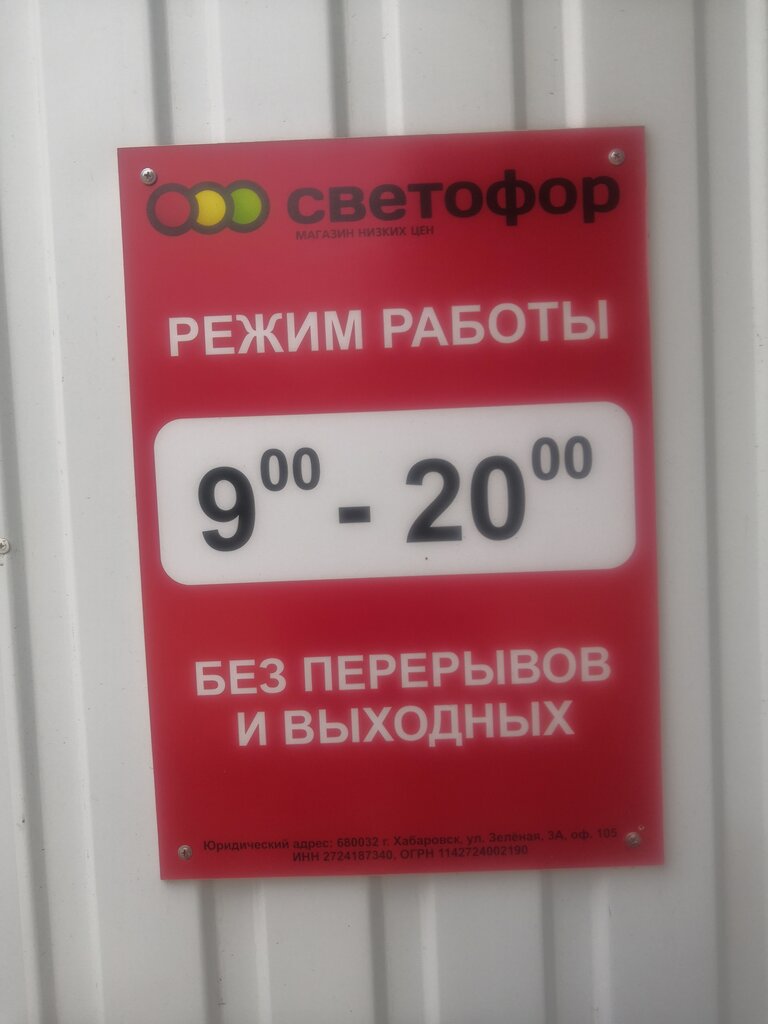 светофор
МАГАЗИН НИЗКИХ ЦЕН
РЕЖИМ РАБОТЫ
9⁰⁰ - 20⁰⁰
БЕЗ ПЕРЕРЫВОВ
И ВЫХОДНЫХ
Юридический адрес: 680032 г. Хабаровск, ул. Зеленая, 3А, оф. 105
ИНН 2724187340, ОГРН 1142724002190